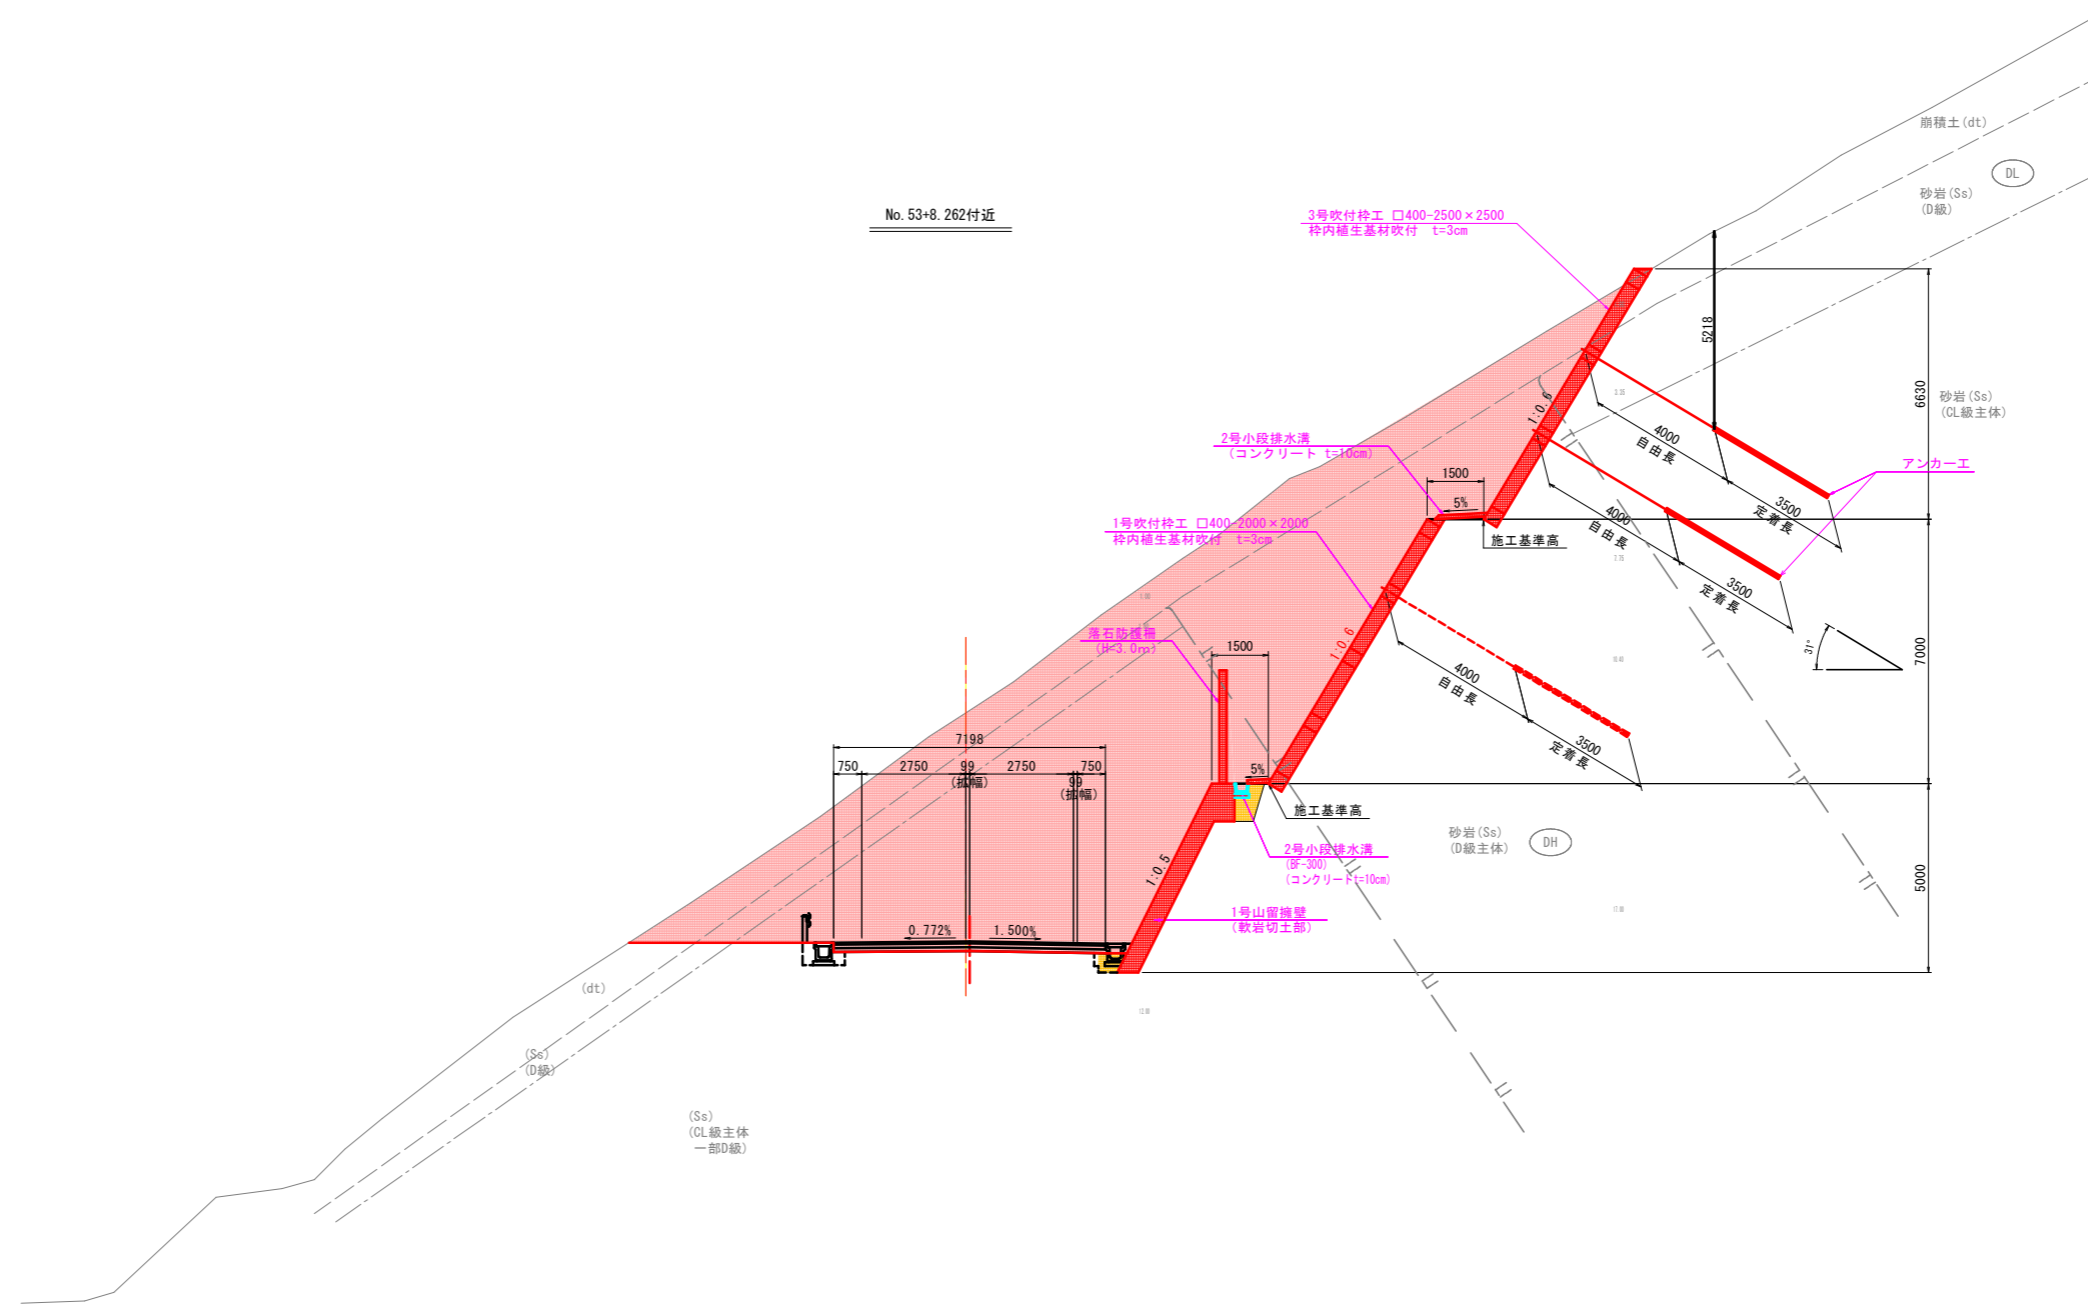 崩積土(dt)
DL
砂岩(Ss)
(D級)
No.53+8.262付近
3号吹付枠工 □400-2500×2500
枠内植生基材吹付 t=3cm
5218
6630
砂岩(Ss)
(CL級主体)
1:0.6
4000
自由長
3500
定着長
アンカー工
2号小段排水溝
(コンクリート t=10cm)
1500
5%
施工基準高
4000
自由長
3500
定着長
1号吹付枠工 □400-2000×2000
枠内植生基材吹付 t=3cm
31°
7000
落石防護柵
(H=3.0m)
1500
1:0.6
4000
自由長
3500
定着長
7198
750
2750
99
(拡幅)
2750
99
(拡幅)
750
5%
施工基準高
砂岩(Ss)
(D級主体)
DH
2号小段排水溝
(BF-300)
(コンクリートt=10cm)
1:0.5
5000
1号山留擁壁
(軟岩切土部)
0.772%
1.500%
(dt)
(Ss)
(D級)
(Ss)
(CL級主体
一部D級)